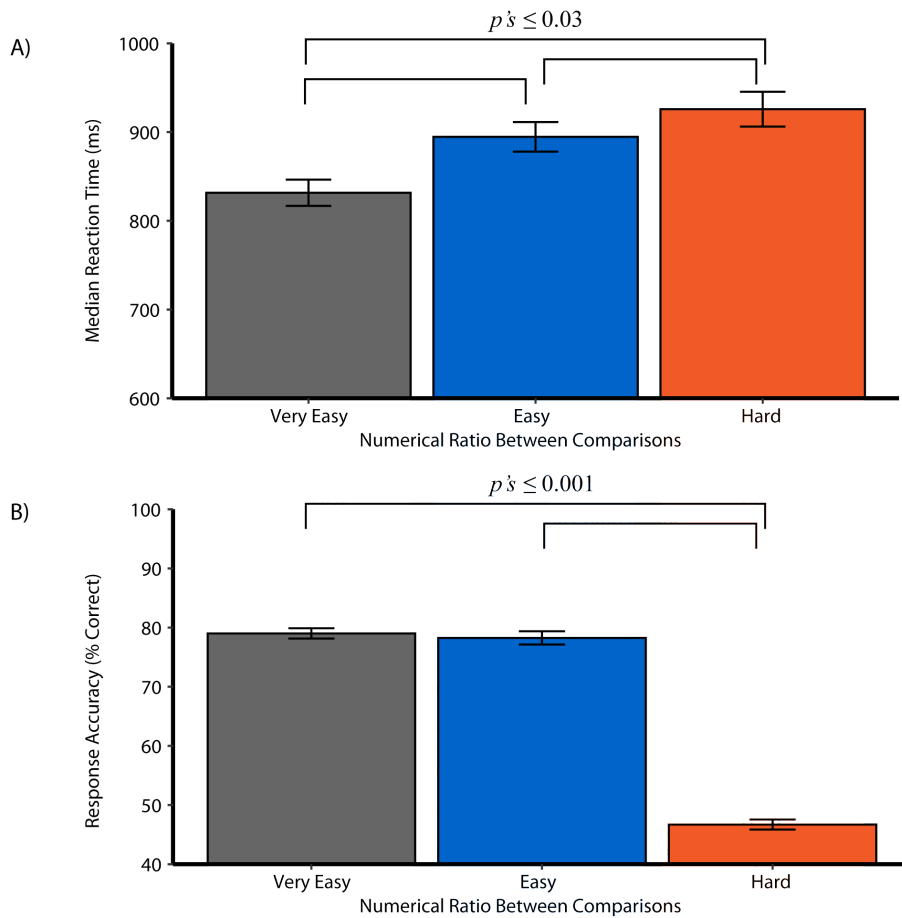 p's ≤ 0.03
A)
1000
900
800
700
600
Median Reaction Time (ms)
Very Easy
Easy
Hard
Numerical Ratio Between Comparisons
p's ≤ 0.001
B)
100
90
80
70
60
50
40
Response Accuracy (% Correct)
Very Easy
Easy
Hard
Numerical Ratio Between Comparisons